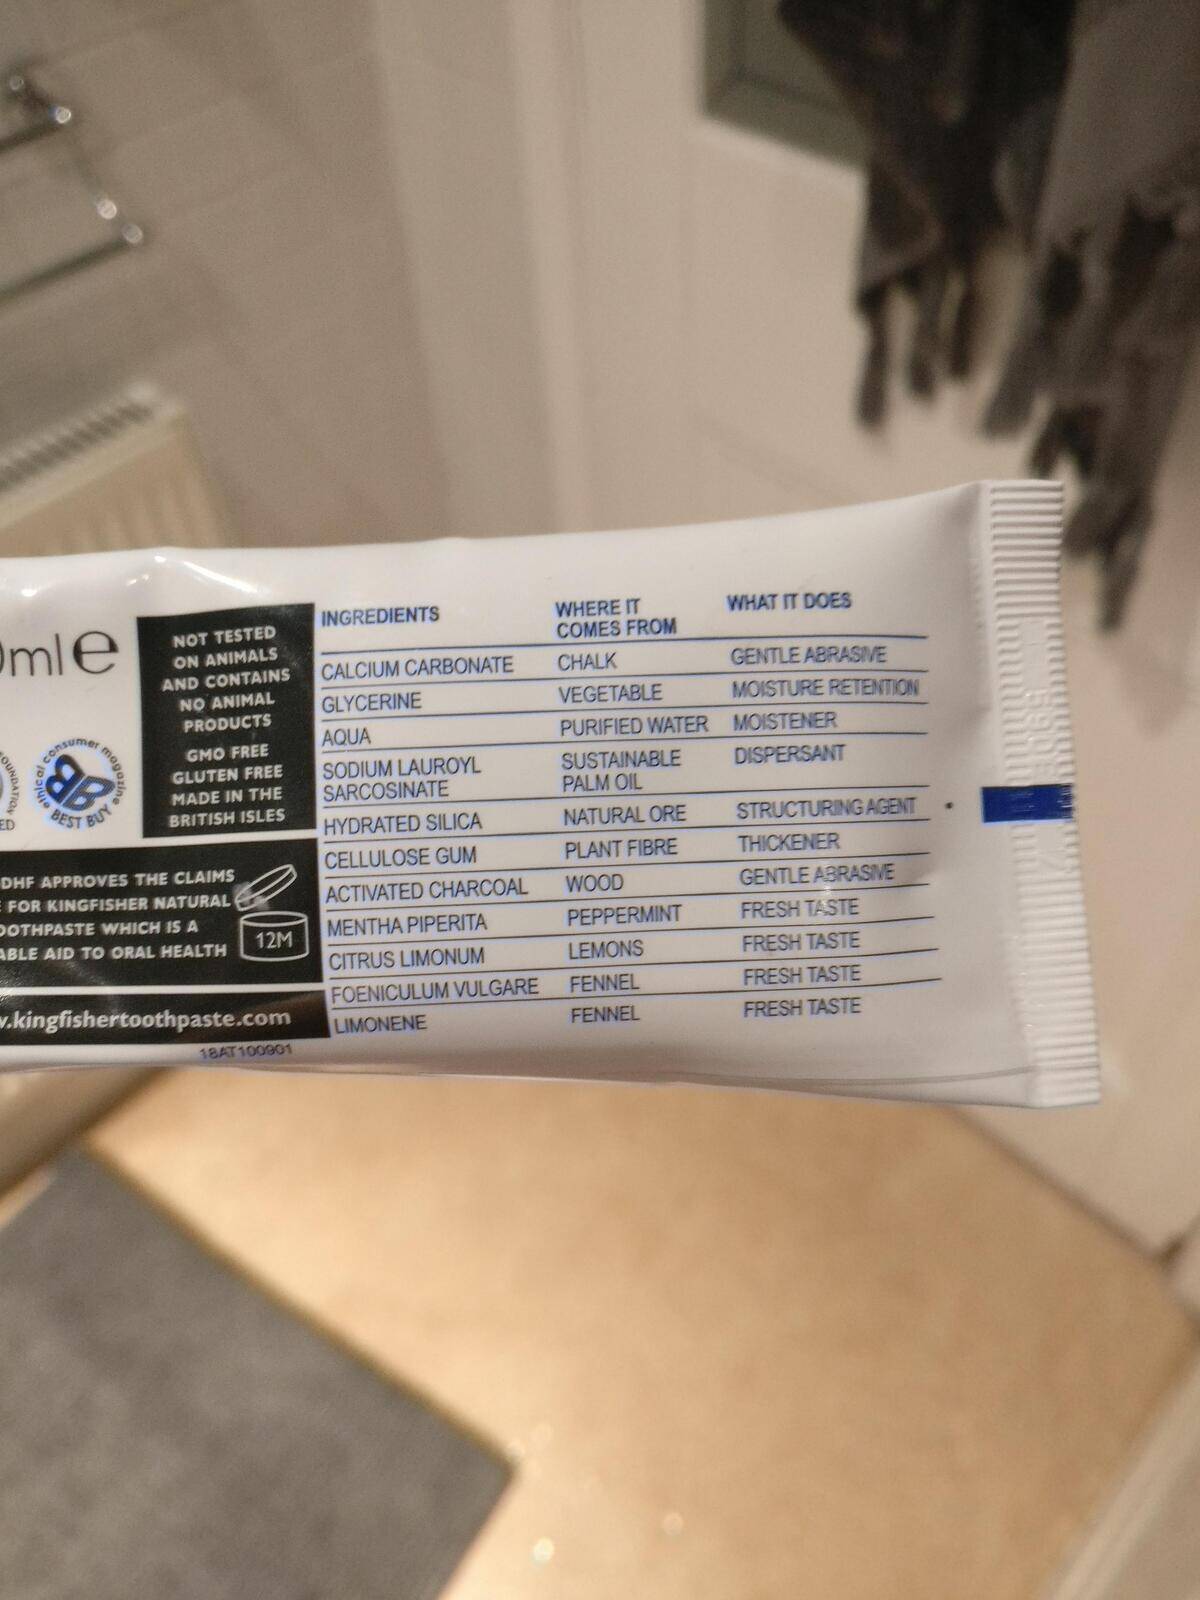 ml e
NOT TESTED
ON ANIMALS
AND CONTAINS
NO ANIMAL
PRODUCTS
GMO FREE
GLUTEN FREE
MADE IN THE
BRITISH ISLES
ethical consumer magazine
BEST BUY
DHF APPROVES THE CLAIMS
FOR KINGFISHER NATURAL
OOTHPASTE WHICH IS A
ABLE AID TO ORAL HEALTH
12M
.kingfishertoothpaste.com
18AT100901
INGREDIENTS WHERE IT COMES FROM WHAT IT DOES
CALCIUM CARBONATE CHALK GENTLE ABRASIVE
GLYCERINE VEGETABLE MOISTURE RETENTION
AQUA PURIFIED WATER MOISTENER
SODIUM LAUROYL SUSTAINABLE DISPERSANT
SARCOSINATE PALM OIL
HYDRATED SILICA NATURAL ORE STRUCTURING AGENT
CELLULOSE GUM PLANT FIBRE THICKENER
ACTIVATED CHARCOAL WOOD GENTLE ABRASIVE
MENTHA PIPERITA PEPPERMINT FRESH TASTE
CITRUS LIMONUM LEMONS FRESH TASTE
FOENICULUM VULGARE FENNEL FRESH TASTE
LIMONENE FENNEL FRESH TASTE